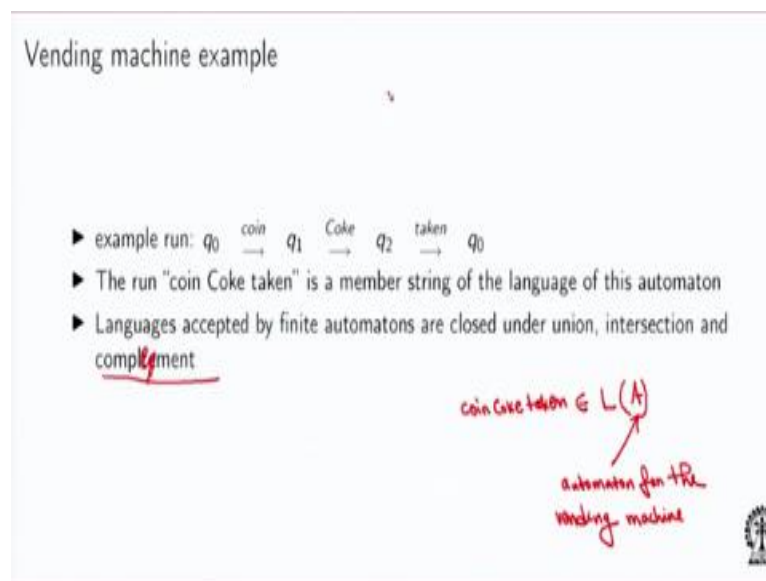 Vending machine example
▶ example run: q₀ coin→ q₁ Coke→ q₂ taken→ q₀
▶ The run "coin Coke taken" is a member string of the language of this automaton
▶ Languages accepted by finite automatons are closed under union, intersection and
complement
coin coke taken ∈ L(A)
automaton for the
vending machine